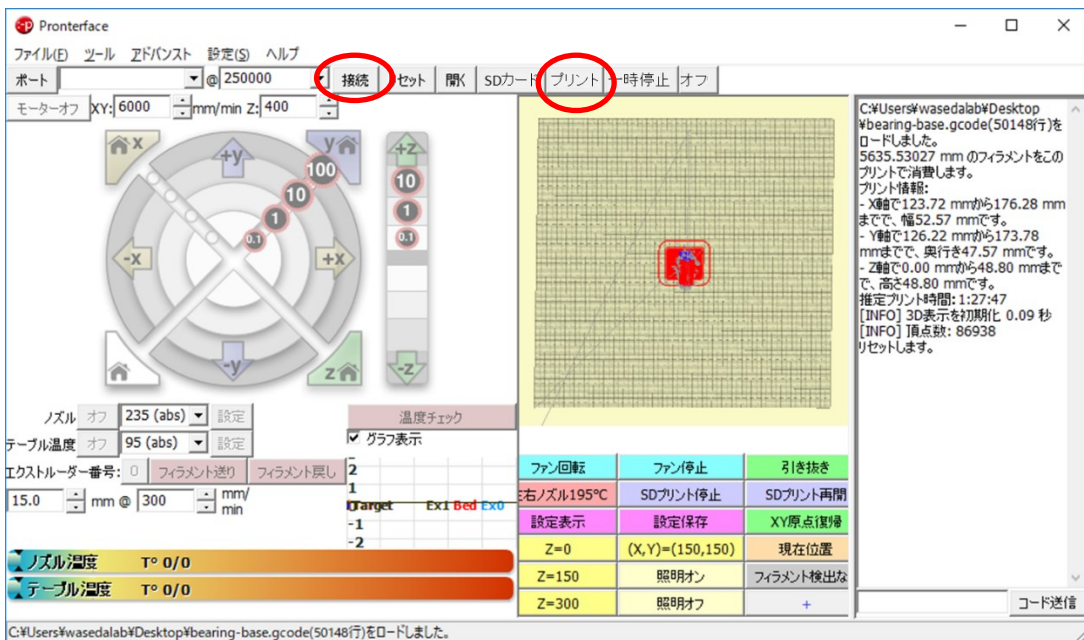 Pronterface
ファイル(F) ツール アドバンスト 設定(S) ヘルプ
ポート @ 250000 接続 セット 開く SDカード プリント 一時停止 オフ
モーターオフ XY: 6000 mm/min Z: 400
x +y y +z
100
10 10
1 1
0.1 0.1
-x +x
-y z -z
ノズル オフ 235 (abs) 設定 温度チェック
テーブル温度 オフ 95 (abs) 設定 グラフ表示
エクストルーダー番号: 0 フィラメント送り フィラメント戻し
15.0 mm @ 300 mm/min
2
1
Target Ex1 Bed Ex0
-1
-2
ノズル温度 T° 0/0
テーブル温度 T° 0/0
ファン回転 ファン停止 引き抜き
左右ノズル195℃ SDプリント停止 SDプリント再開
設定表示 設定保存 XY原点復帰
Z=0 (X,Y)=(150,150) 現在位置
Z=150 照明オン フィラメント検出な
Z=300 照明オフ +
C:¥Users¥wasedalab¥Desktop
¥bearing-base.gcode(50148行)を
ロードしました。
5635.53027 mm のフィラメントをこの
プリントで消費します。
プリント情報:
- X軸で123.72 mmから176.28 mm
までで、幅52.57 mmです。
- Y軸で126.22 mmから173.78
mmまでで、奥行き47.57 mmです。
- Z軸で0.00 mmから48.80 mmまで
で、高さ48.80 mmです。
推定プリント時間: 1:27:47
[INFO] 3D表示を初期化 0.09 秒
[INFO] 頂点数: 86938
リセットします。
コード送信
C:¥Users¥wasedalab¥Desktop¥bearing-base.gcode(50148行)をロードしました。